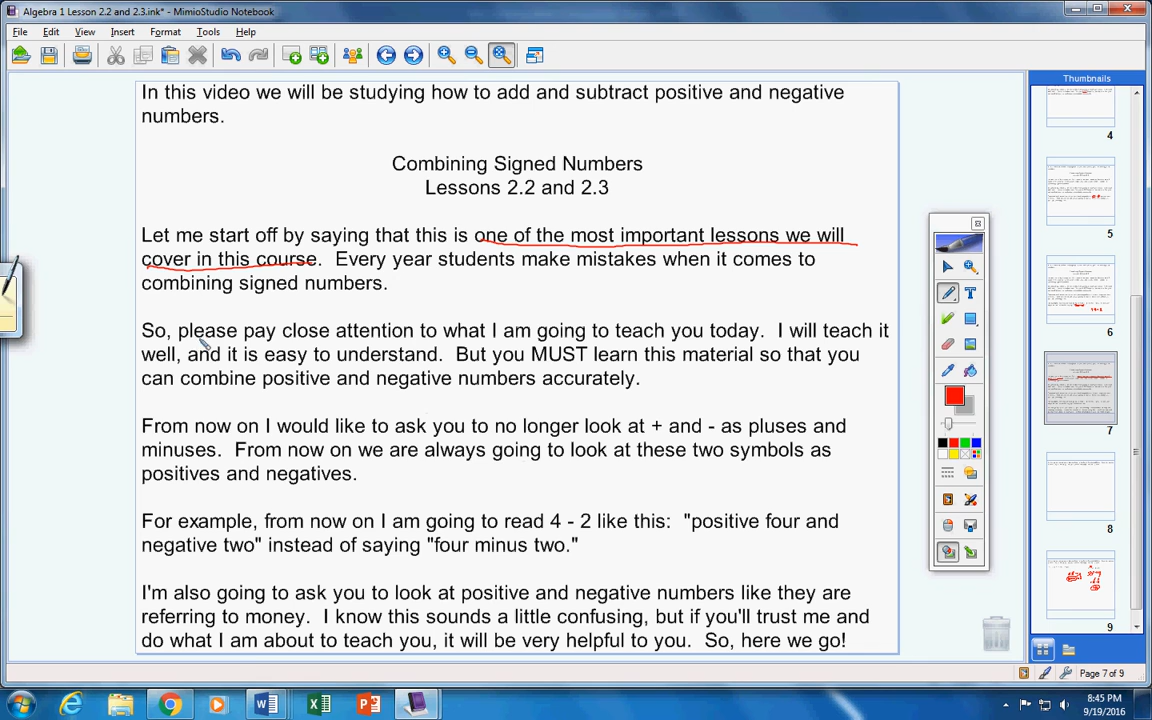 Algebra 1 Lesson 2.2 and 2.3.ink* - MimioStudio Notebook
File Edit View Insert Format Tools Help
In this video we will be studying how to add and subtract positive and negative
numbers.
Combining Signed Numbers
Lessons 2.2 and 2.3
Let me start off by saying that this is one of the most important lessons we will
cover in this course. Every year students make mistakes when it comes to
combining signed numbers.
So, please pay close attention to what I am going to teach you today. I will teach it
well, and it is easy to understand. But you MUST learn this material so that you
can combine positive and negative numbers accurately.
From now on I would like to ask you to no longer look at + and - as pluses and
minuses. From now on we are always going to look at these two symbols as
positives and negatives.
For example, from now on I am going to read 4 - 2 like this: "positive four and
negative two" instead of saying "four minus two."
I'm also going to ask you to look at positive and negative numbers like they are
referring to money. I know this sounds a little confusing, but if you'll trust me and
do what I am about to teach you, it will be very helpful to you. So, here we go!
Thumbnails
4
5
6
7
8
9
Page 7 of 9
8:45 PM
9/19/2016